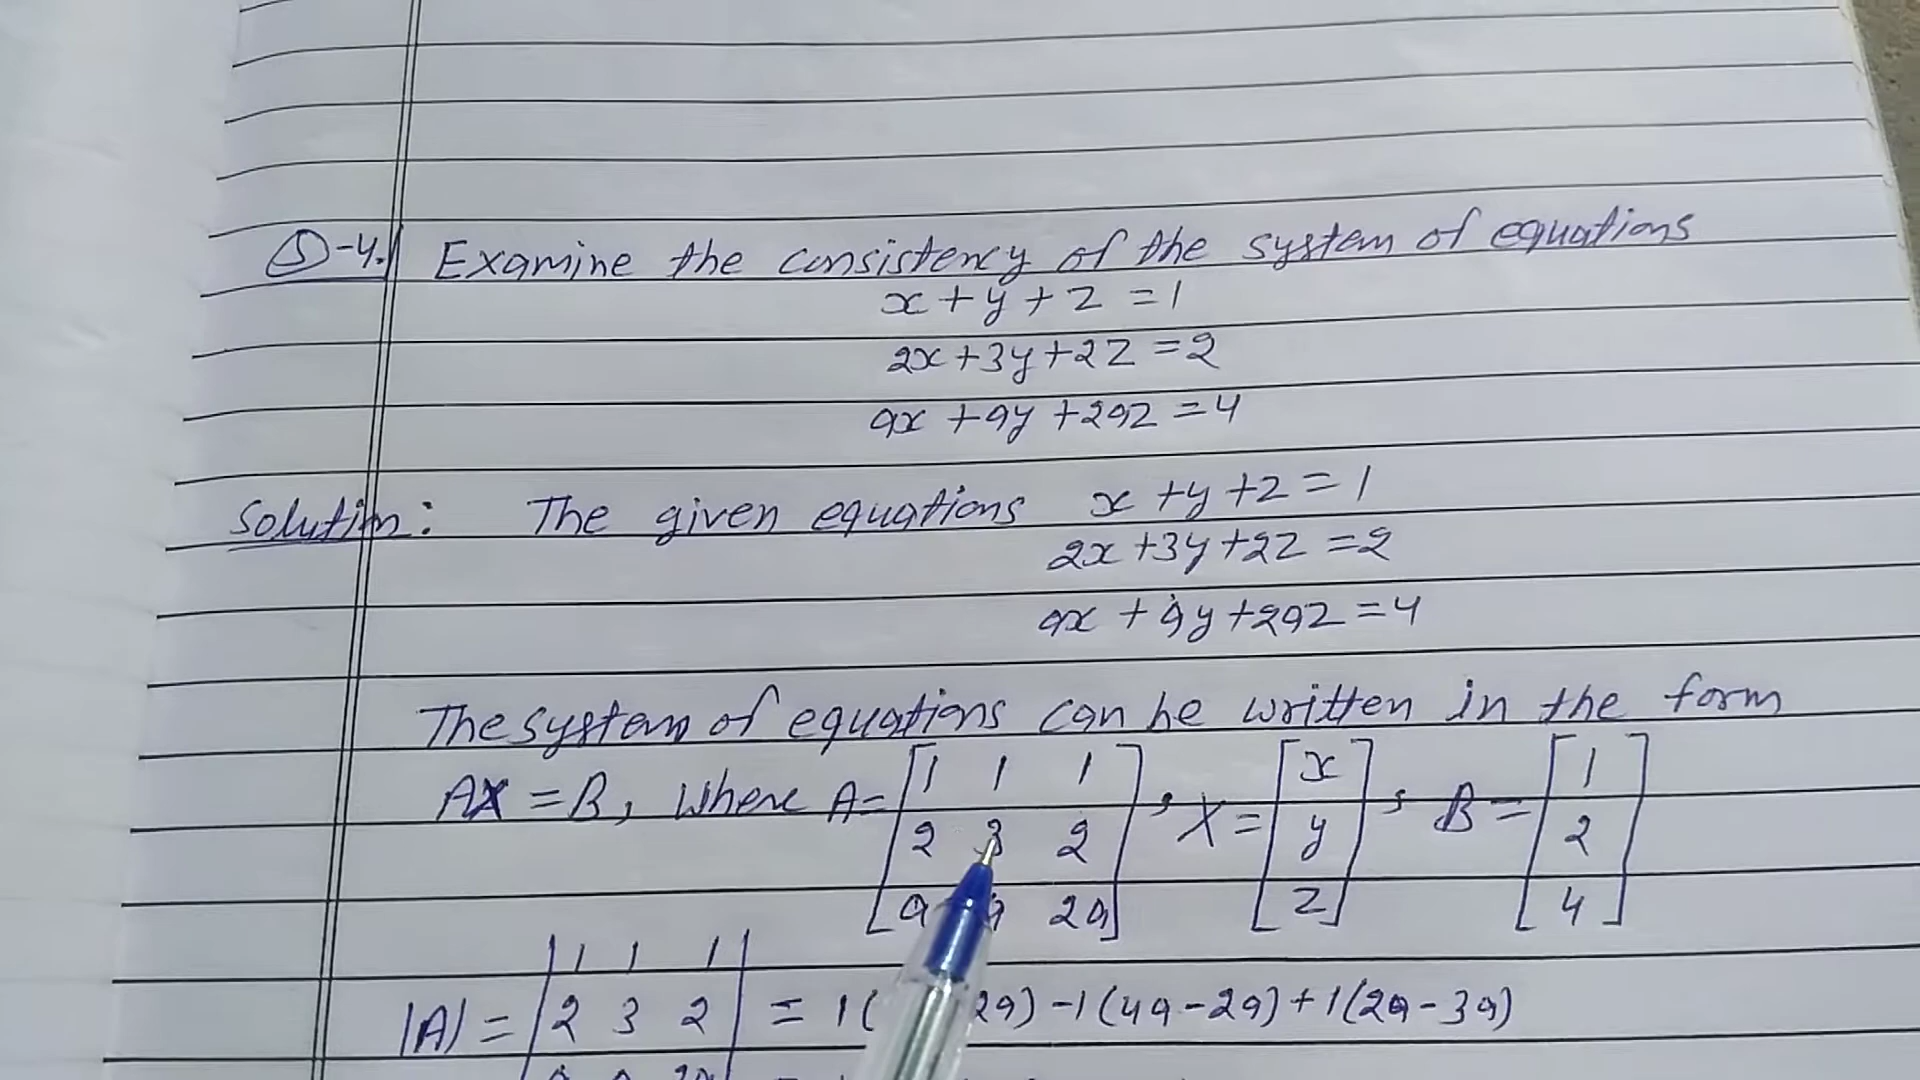 Q-4. Examine the consistency of the system of equations
x + y + z = 1
2x + 3y + 2z = 2
ax + ay + 2az = 4
Solution: The given equations x + y + z = 1
2x + 3y + 2z = 2
ax + ay + 2az = 4
The system of equations can be written in the form
AX = B, where A = [1 1 1], X = [x], B = [1]
2 3 2 y 2
a a 2a z 4
|A| = |1 1 1|
2 3 2 = 1( 2a) - 1(4a - 2a) + 1(2a - 3a)